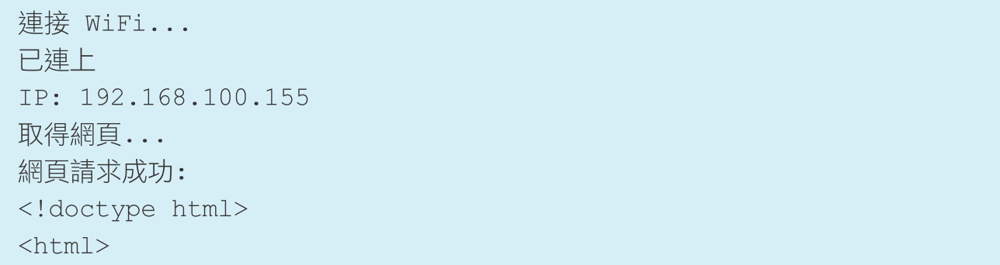 連接 WiFi...
已連上
IP: 192.168.100.155
取得網頁...
網頁請求成功:
<!doctype html>
<html>